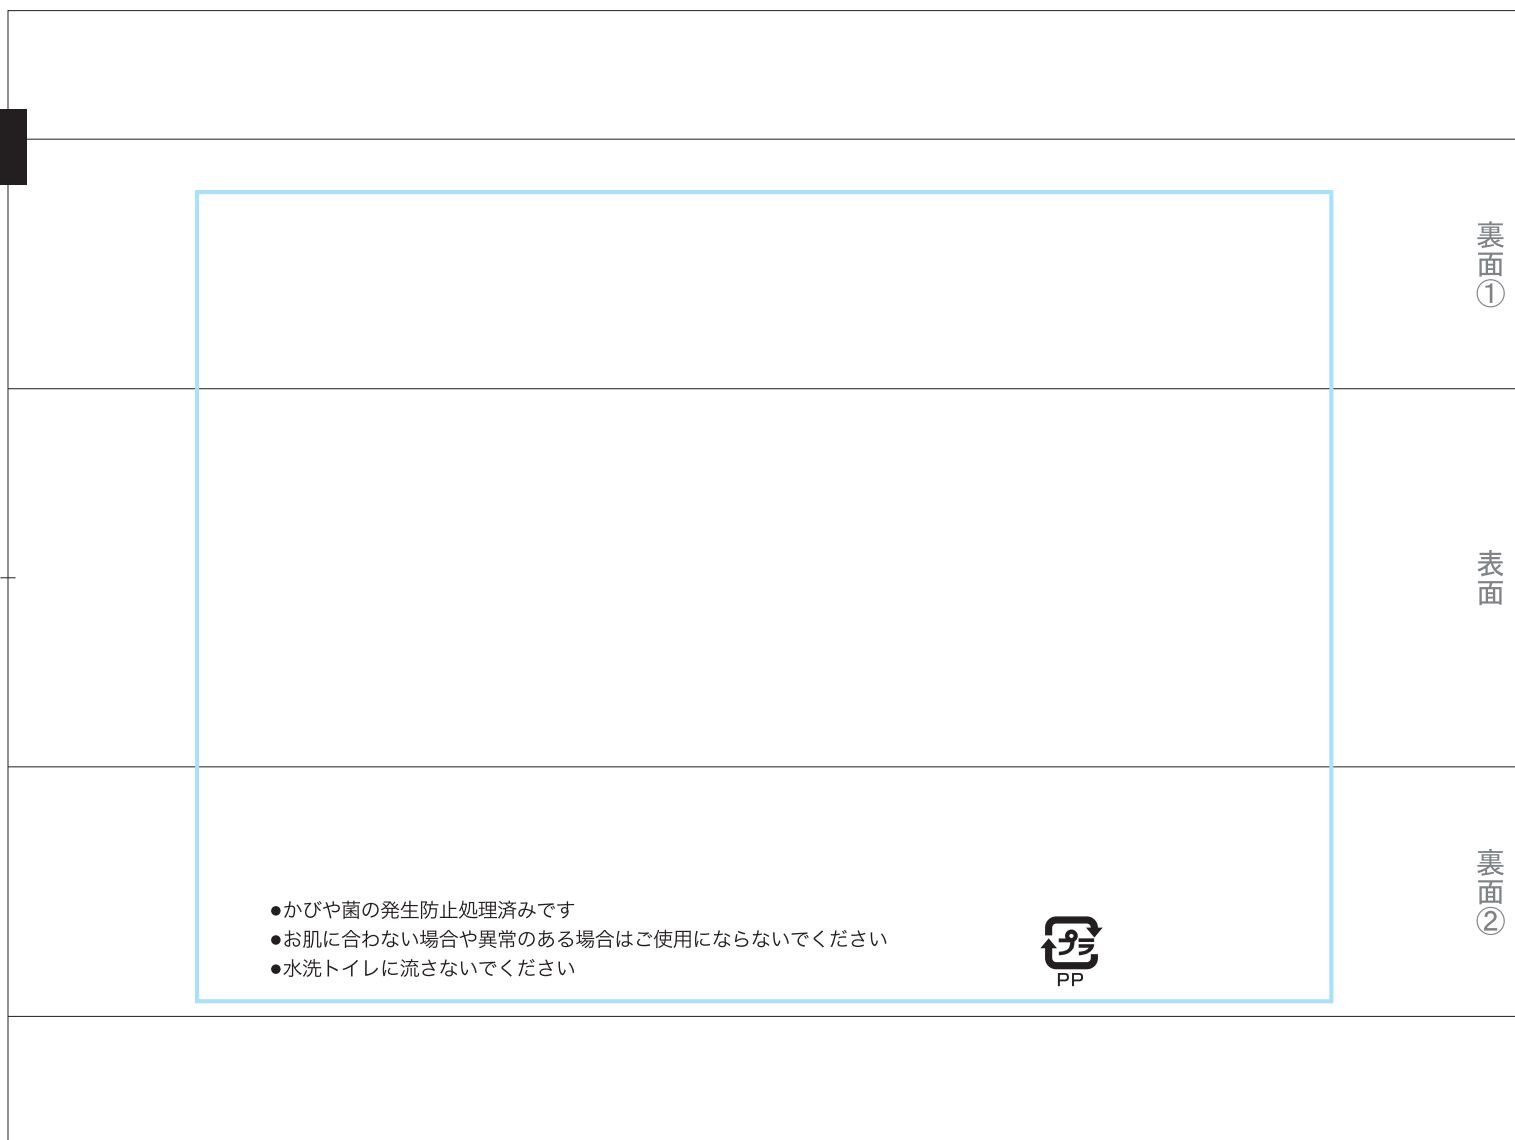 裏面①
表面
裏面②
●かびや菌の発生防止処理済みです
●お肌に合わない場合や異常のある場合はご使用にならないでください
●水洗トイレに流さないでください
プラ
PP